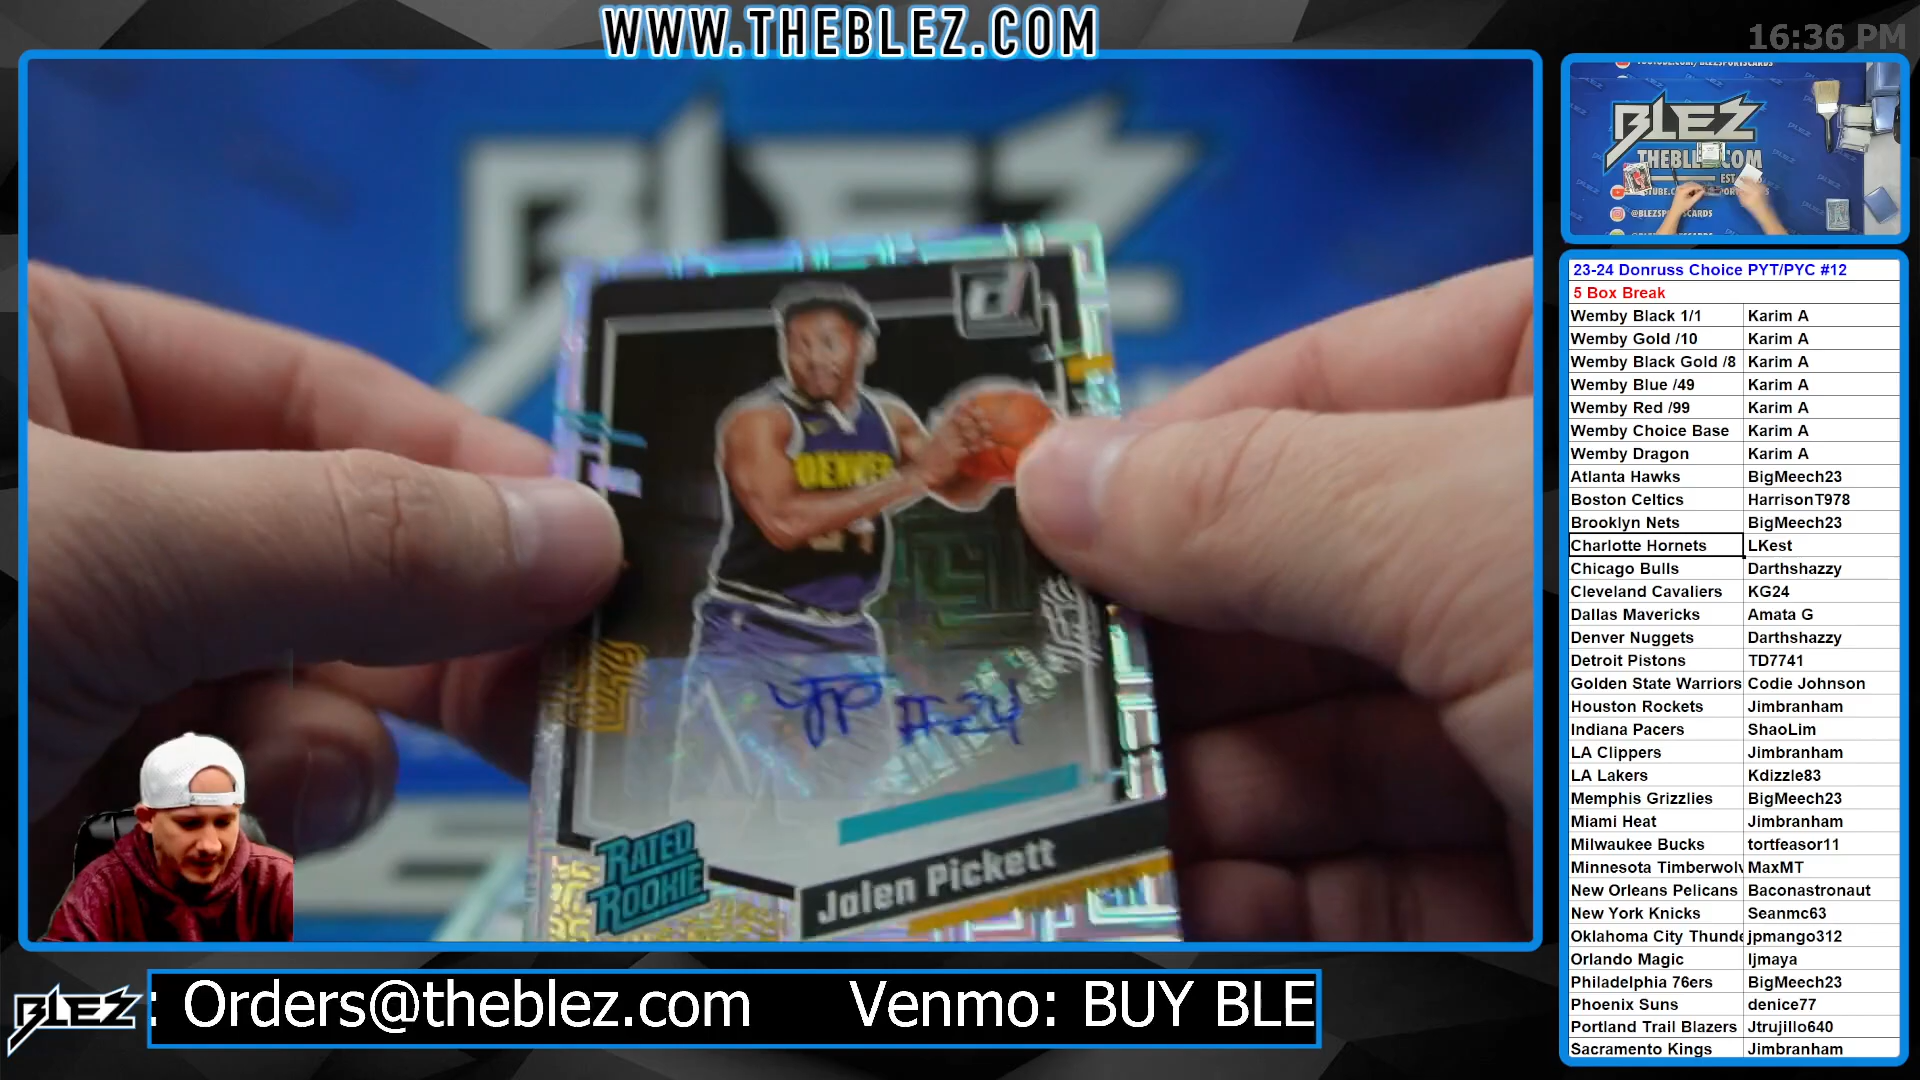 WWW.THEBLEZ.COM
16:36 PM
BLEZ
THEBLEZ.COM
EST
@BLEZSPORTSCARDS
DENVER
24
JP #24
RATED
ROOKIE
Jalen Pickett
23-24 Donruss Choice PYT/PYC #12
5 Box Break
Wemby Black 1/1 Karim A
Wemby Gold /10 Karim A
Wemby Black Gold /8 Karim A
Wemby Blue /49 Karim A
Wemby Red /99 Karim A
Wemby Choice Base Karim A
Wemby Dragon Karim A
Atlanta Hawks BigMeech23
Boston Celtics HarrisonT978
Brooklyn Nets BigMeech23
Charlotte Hornets LKest
Chicago Bulls Darthshazzy
Cleveland Cavaliers KG24
Dallas Mavericks Amata G
Denver Nuggets Darthshazzy
Detroit Pistons TD7741
Golden State Warriors Codie Johnson
Houston Rockets Jimbranham
Indiana Pacers ShaoLim
LA Clippers Jimbranham
LA Lakers Kdizzle83
Memphis Grizzlies BigMeech23
Miami Heat Jimbranham
Milwaukee Bucks tortfeasor11
Minnesota Timberwolv MaxMT
New Orleans Pelicans Baconastronaut
New York Knicks Seanmc63
Oklahoma City Thunde jpmango312
Orlando Magic ljmaya
Philadelphia 76ers BigMeech23
Phoenix Suns denice77
Portland Trail Blazers Jtrujillo640
Sacramento Kings Jimbranham
BLEZ
: Orders@theblez.com Venmo: BUY BLE